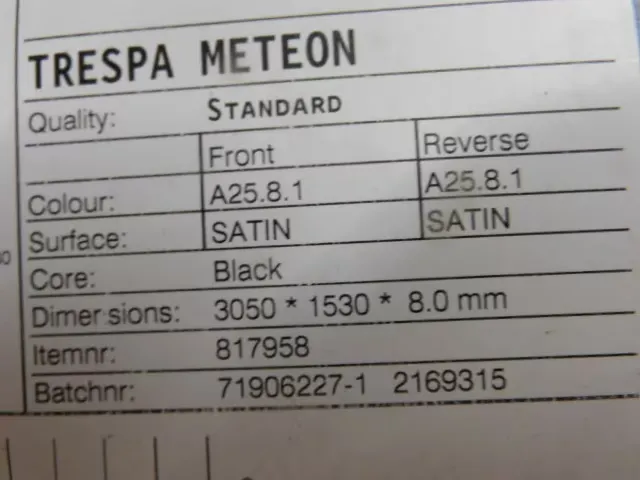 TRESPA METEON
Quality: STANDARD
Front Reverse
Colour: A25.8.1 A25.8.1
Surface: SATIN SATIN
Core: Black
Dimensions: 3050 * 1530 * 8.0 mm
Itemnr: 817958
Batchnr: 71906227-1 2169315